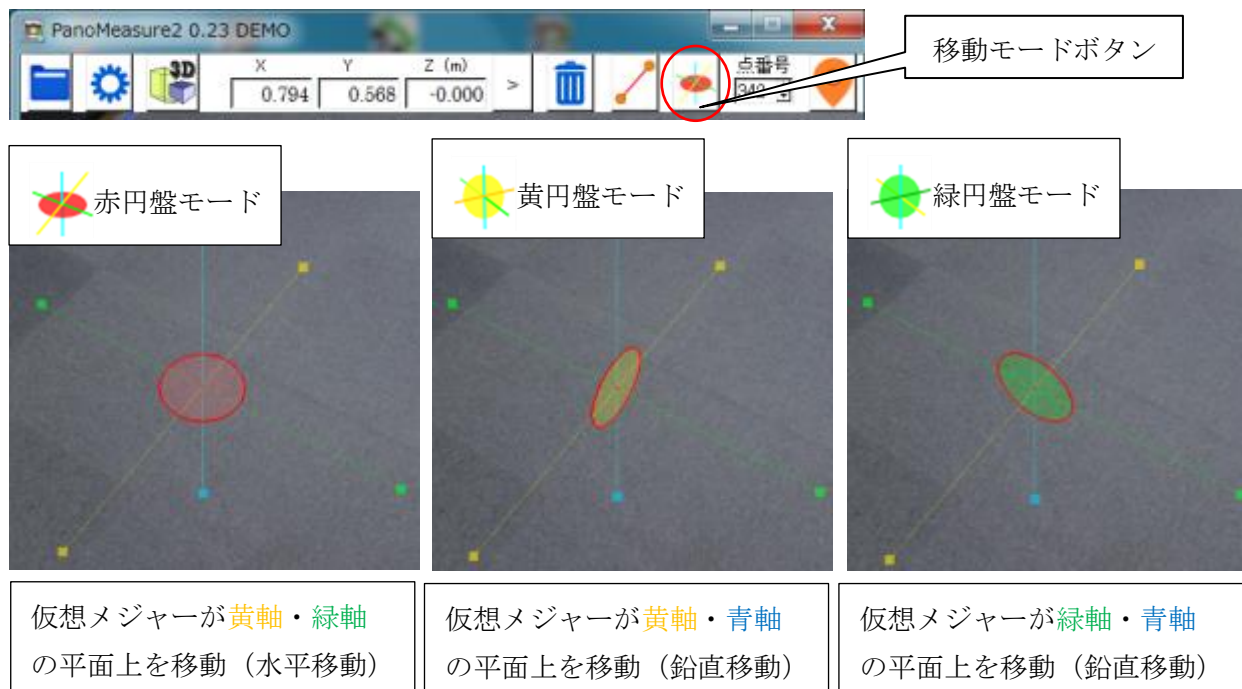 PanoMeasure2 0.23 DEMO
移動モードボタン
3D
X Y Z (m)
0.794 0.568 -0.000 >
点番号
342
赤円盤モード
黄円盤モード
緑円盤モード
仮想メジャーが黄軸・緑軸
の平面上を移動（水平移動）
仮想メジャーが黄軸・青軸
の平面上を移動（鉛直移動）
仮想メジャーが緑軸・青軸
の平面上を移動（鉛直移動）